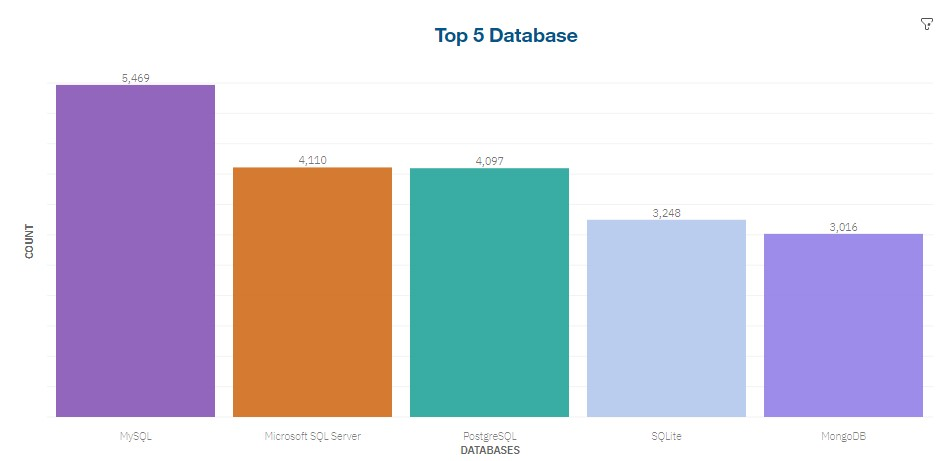 Top 5 Database
5,469
4,110
4,097
3,248
3,016
COUNT
MySQL
Microsoft SQL Server
PostgreSQL
SQLite
MongoDB
DATABASES